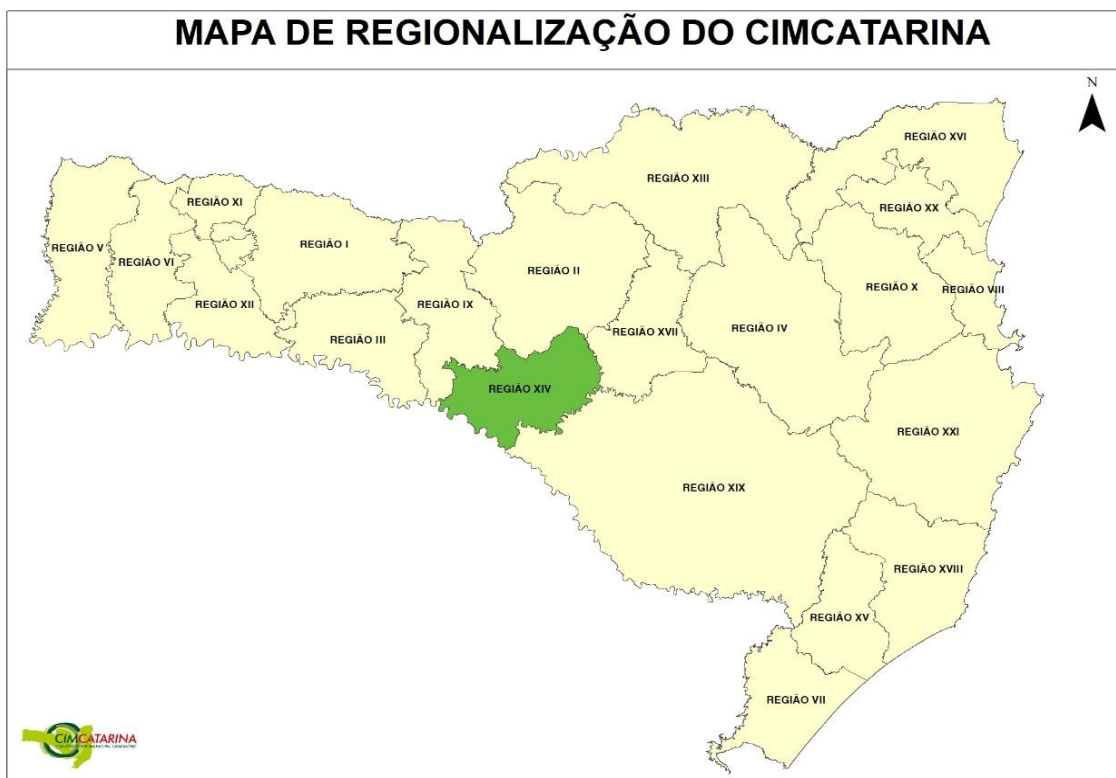 MAPA DE REGIONALIZAÇÃO DO CIMCATARINA
N
REGIÃO XVI
REGIÃO XIII
REGIÃO XI
REGIÃO XX
REGIÃO I
REGIÃO V
REGIÃO VI
REGIÃO II
REGIÃO X
REGIÃO VIII
REGIÃO XII
REGIÃO IX
REGIÃO III
REGIÃO XVII
REGIÃO IV
REGIÃO XIV
REGIÃO XXI
REGIÃO XIX
REGIÃO XVIII
REGIÃO XV
REGIÃO VII
CIMCATARINA